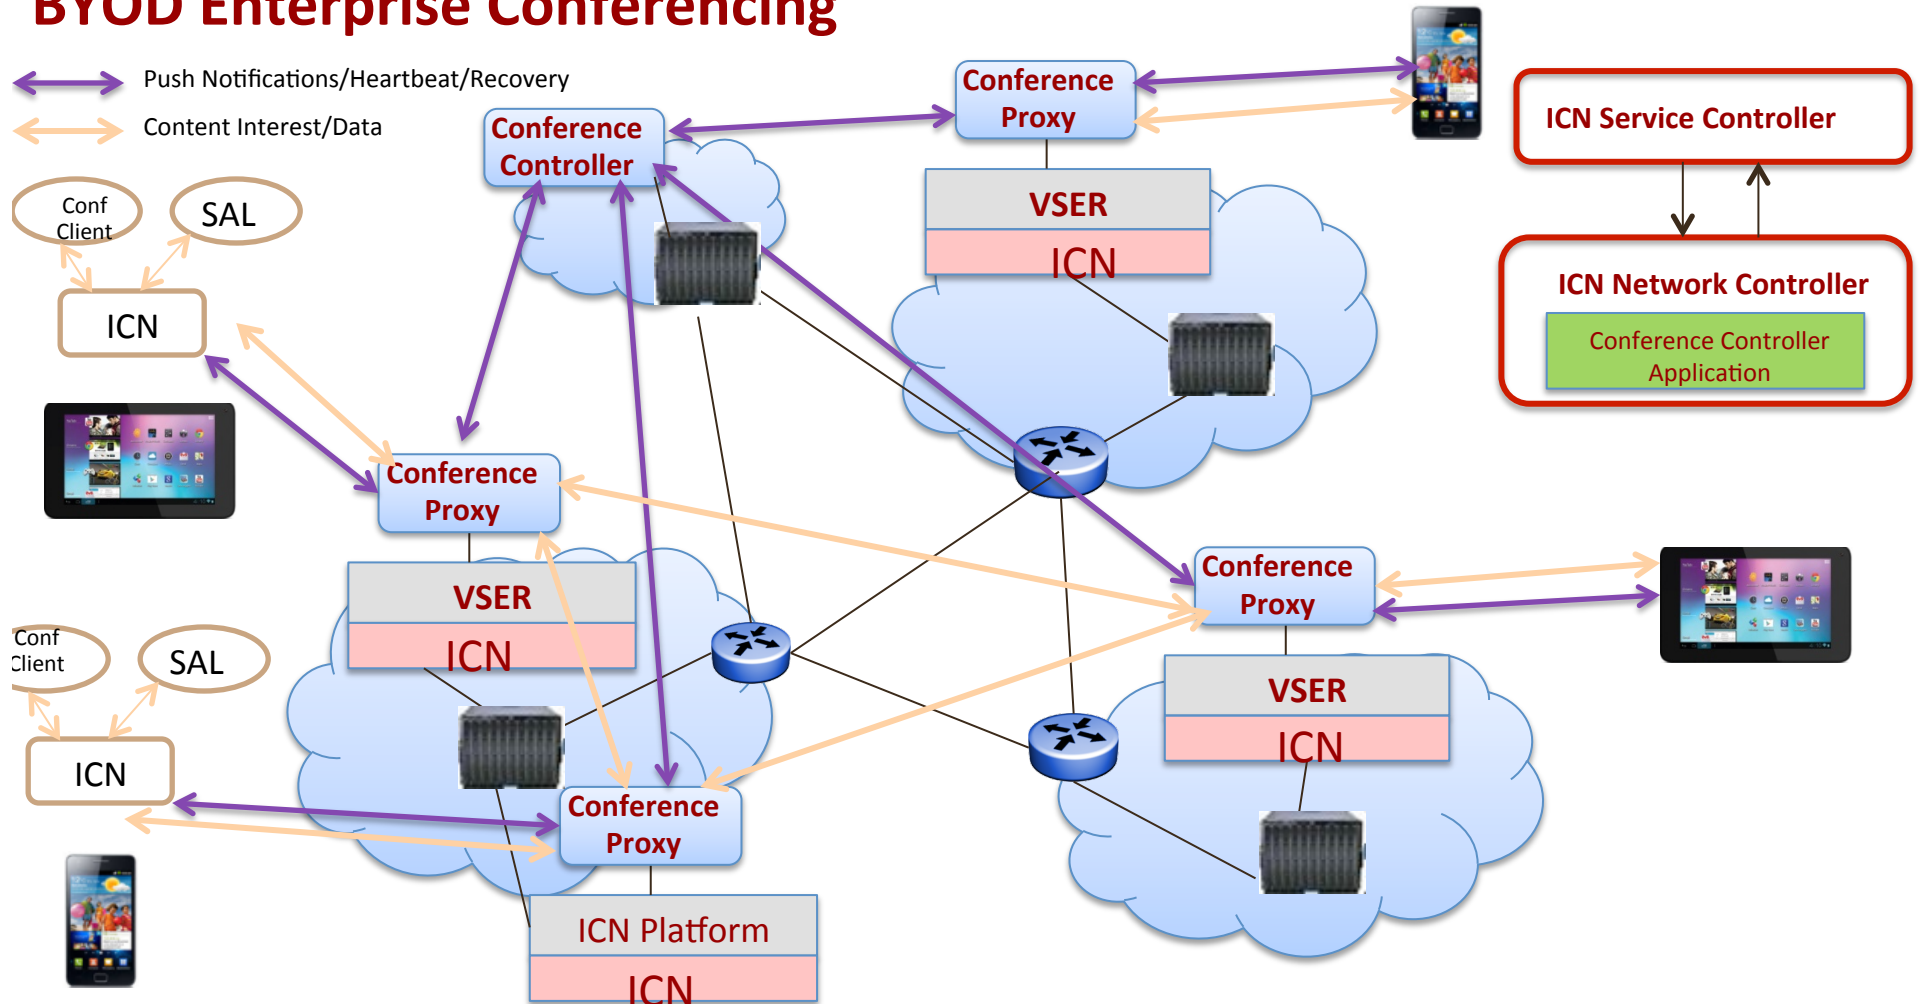 BYOD Enterprise Conferencing
Push Notifications/Heartbeat/Recovery
Content Interest/Data
Conference
Controller
Conference
Proxy
ICN Service Controller
Conf
Client
SAL
VSER
ICN
ICN
ICN Network Controller
Conference Controller
Application
Conference
Proxy
VSER
ICN
Conference
Proxy
VSER
ICN
Conf
Client
SAL
ICN
Conference
Proxy
ICN Platform
ICN